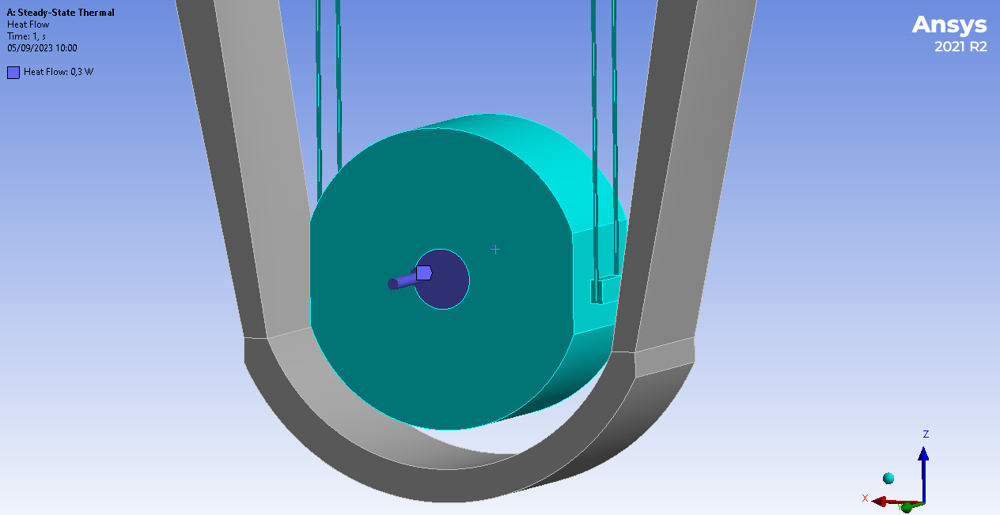 A: Steady-State Thermal
Heat Flow
Time: 1, s
05/09/2023 10:00
Heat Flow: 0,3 W
Ansys
2021 R2
Z
X
Y